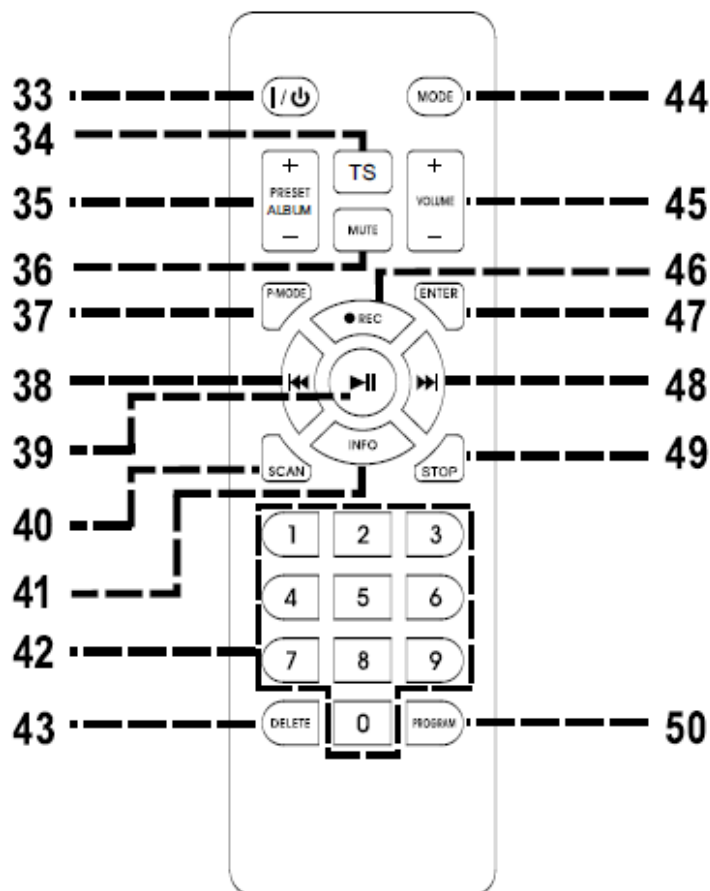 33
I/⏻
MODE
44
34
+
TS
+
35
PRESET
ALBUM
VOLUME
45
–
MUTE
–
36
46
37
P-MODE
● REC
ENTER
47
38
48
39
INFO
49
SCAN
STOP
40
1 2 3
41
4 5 6
42
7 8 9
43
DELETE
0
PROGRAM
50